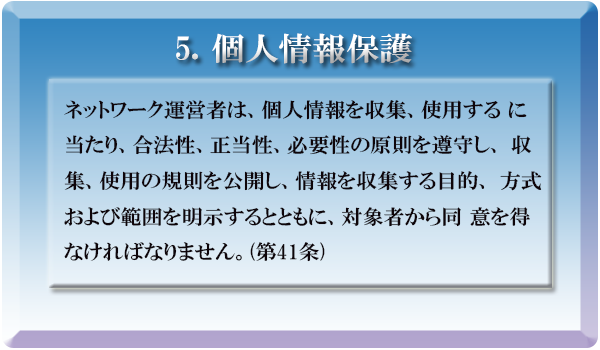 5. 個人情報保護
ネットワーク運営者は、個人情報を収集、使用する に
当たり、合法性、正当性、必要性の原則を遵守し、 収
集、使用の規則を公開し、情報を収集する目的、 方式
および範囲を明示するとともに、対象者から同 意を得
なければなりません。(第41条)